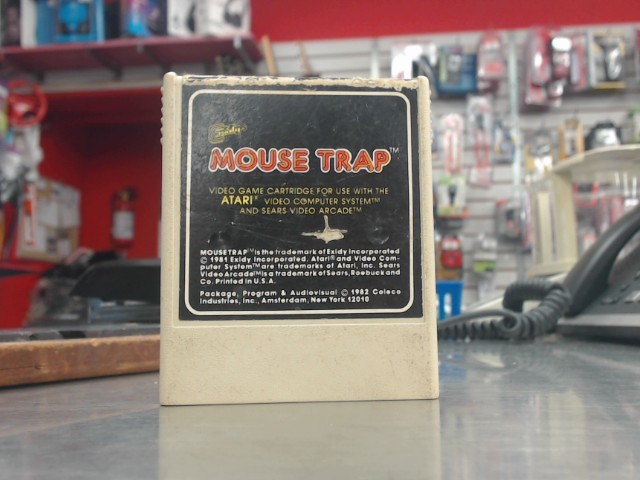 Exidy
MOUSE TRAP™
VIDEO GAME CARTRIDGE FOR USE WITH THE
ATARI® VIDEO COMPUTER SYSTEM™
AND SEARS VIDEO ARCADE™
MOUSETRAP™ is the trademark of Exidy Incorporated
© 1981 Exidy Incorporated. Atari® and Video Com-
puter System™ are trademarks of Atari, Inc. Sears
Video Arcade™ is a trademark of Sears, Roebuck and
Co. Printed in U.S.A.
Package, Program & Audiovisual © 1982 Coleco
Industries, Inc., Amsterdam, New York 12010